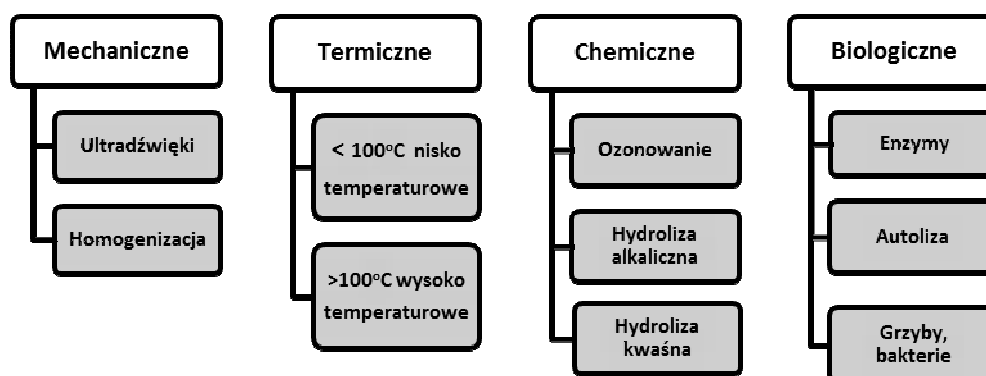 Mechaniczne
Ultradźwięki
Homogenizacja
Termiczne
< 100°C nisko
temperaturowe
>100°C wysoko
temperaturowe
Chemiczne
Ozonowanie
Hydroliza
alkaliczna
Hydroliza
kwaśna
Biologiczne
Enzymy
Autoliza
Grzyby,
bakterie